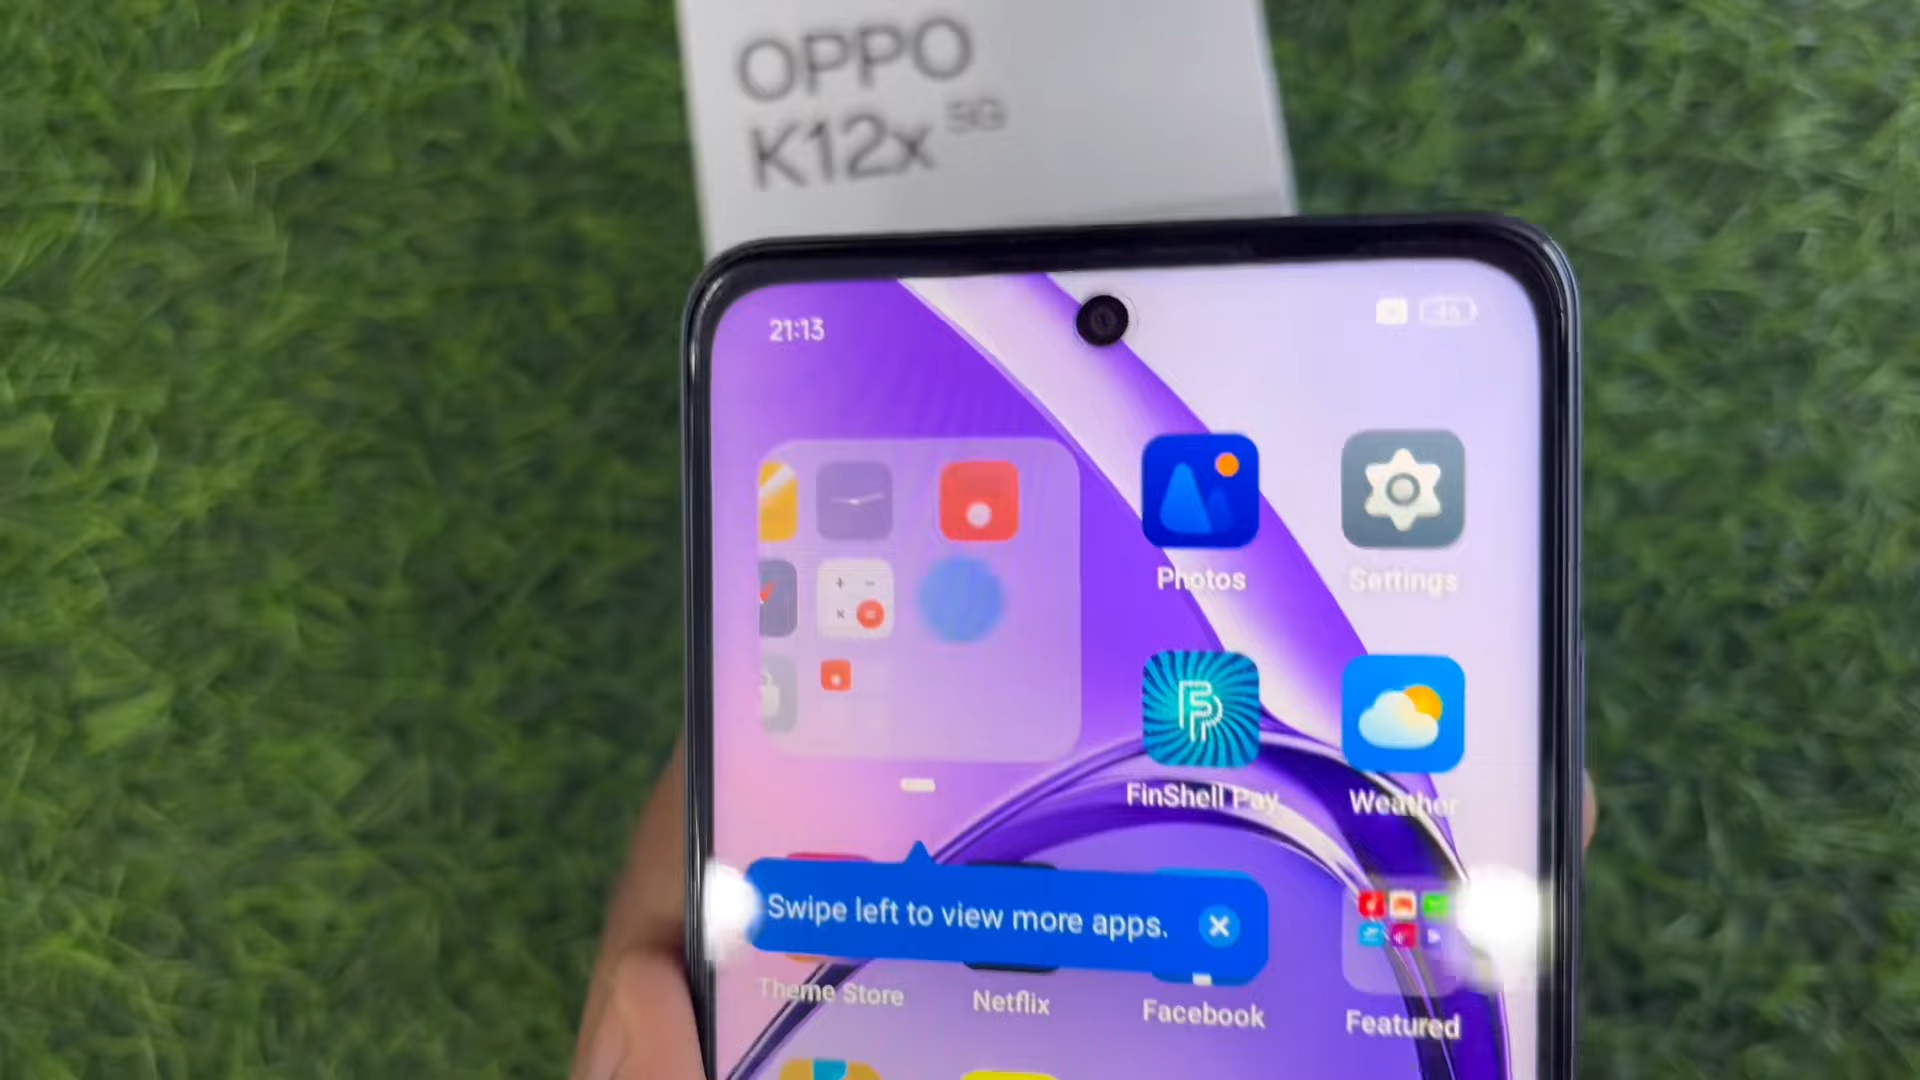 OPPO
K12x 5G
21:13
46
Photos
Settings
FinShell Pay
Weather
Swipe left to view more apps.
Theme Store
Netflix
Facebook
Featured